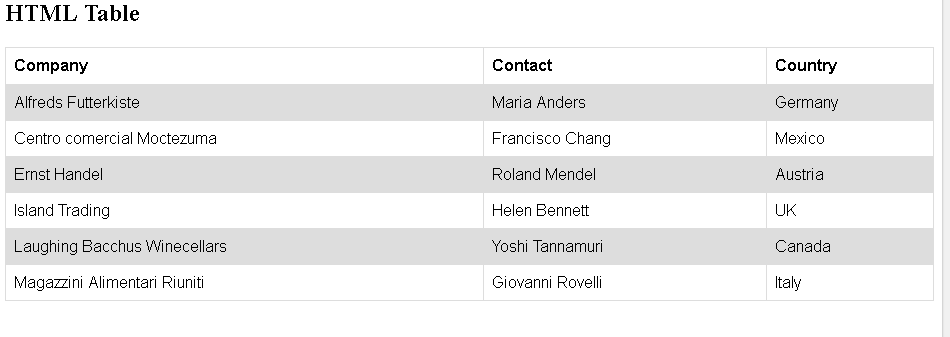 HTML Table
Company Contact Country
Alfreds Futterkiste Maria Anders Germany
Centro comercial Moctezuma Francisco Chang Mexico
Ernst Handel Roland Mendel Austria
Island Trading Helen Bennett UK
Laughing Bacchus Winecellars Yoshi Tannamuri Canada
Magazzini Alimentari Riuniti Giovanni Rovelli Italy